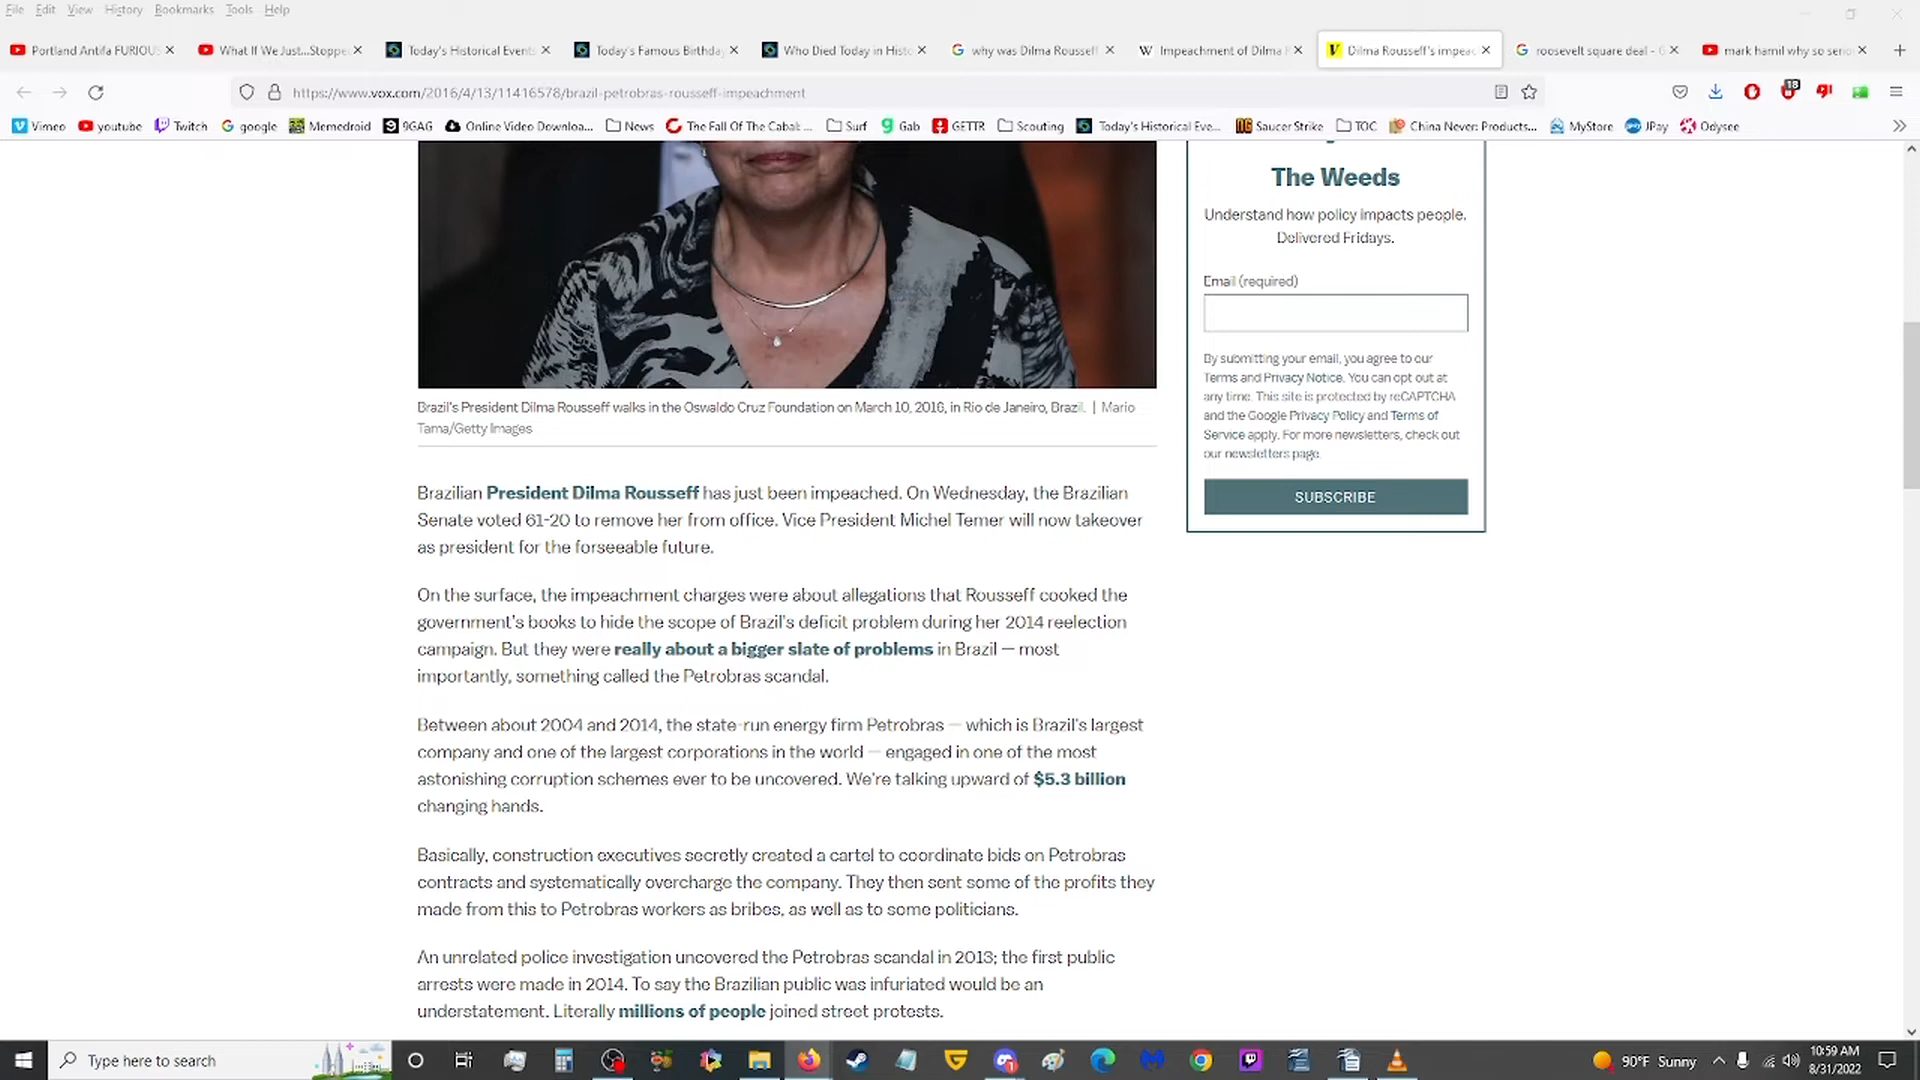 File Edit View History Bookmarks Tools Help
Portland Antifa FURIOUS
What If We Just...Stoppe
Today's Historical Events
Today's Famous Birthday
Who Died Today in Histo
why was Dilma Roussef
Impeachment of Dilma R
Dilma Rousseff's impeac
roosevelt square deal - G
mark hamil why so serio
https://www.vox.com/2016/4/13/11416578/brazil-petrobras-rousseff-impeachment
18
Vimeo youtube Twitch google Memedroid 9GAG Online Video Downloa... News The Fall Of The Cabal:... Surf Gab GETTR Scouting Today's Historical Eve... Saucer Strike TOC China Never: Products... MyStore JPay Odysee
The Weeds
Understand how policy impacts people.
Delivered Fridays.
Email (required)
By submitting your email, you agree to our
Terms and Privacy Notice. You can opt out at
any time. This site is protected by reCAPTCHA
and the Google Privacy Policy and Terms of
Service apply. For more newsletters, check out
our newsletters page.
SUBSCRIBE
Brazil's President Dilma Rousseff walks in the Oswaldo Cruz Foundation on March 10, 2016, in Rio de Janeiro, Brazil. | Mario
Tama/Getty Images
Brazilian President Dilma Rousseff has just been impeached. On Wednesday, the Brazilian
Senate voted 61-20 to remove her from office. Vice President Michel Temer will now takeover
as president for the forseeable future.
On the surface, the impeachment charges were about allegations that Rousseff cooked the
government's books to hide the scope of Brazil's deficit problem during her 2014 reelection
campaign. But they were really about a bigger slate of problems in Brazil — most
importantly, something called the Petrobras scandal.
Between about 2004 and 2014, the state-run energy firm Petrobras — which is Brazil's largest
company and one of the largest corporations in the world — engaged in one of the most
astonishing corruption schemes ever to be uncovered. We're talking upward of $5.3 billion
changing hands.
Basically, construction executives secretly created a cartel to coordinate bids on Petrobras
contracts and systematically overcharge the company. They then sent some of the profits they
made from this to Petrobras workers as bribes, as well as to some politicians.
An unrelated police investigation uncovered the Petrobras scandal in 2013; the first public
arrests were made in 2014. To say the Brazilian public was infuriated would be an
understatement. Literally millions of people joined street protests.
Type here to search
90°F Sunny
10:59 AM
8/31/2022